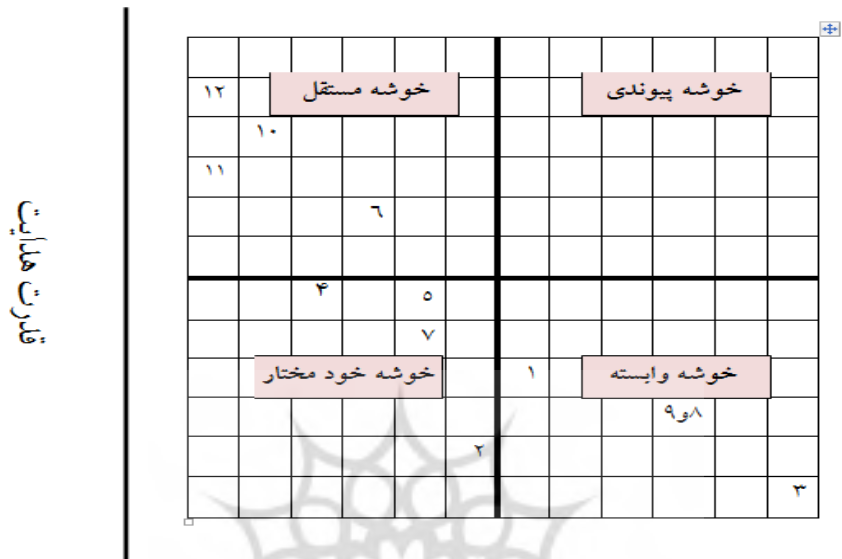 خوشه پیوندی
خوشه مستقل
۱۲
۱۰
۱۱
۶
قدرت هدایت
۵
۴
۷
خوشه وابسته
۱
خوشه خود مختار
۸و۹
۲
۳